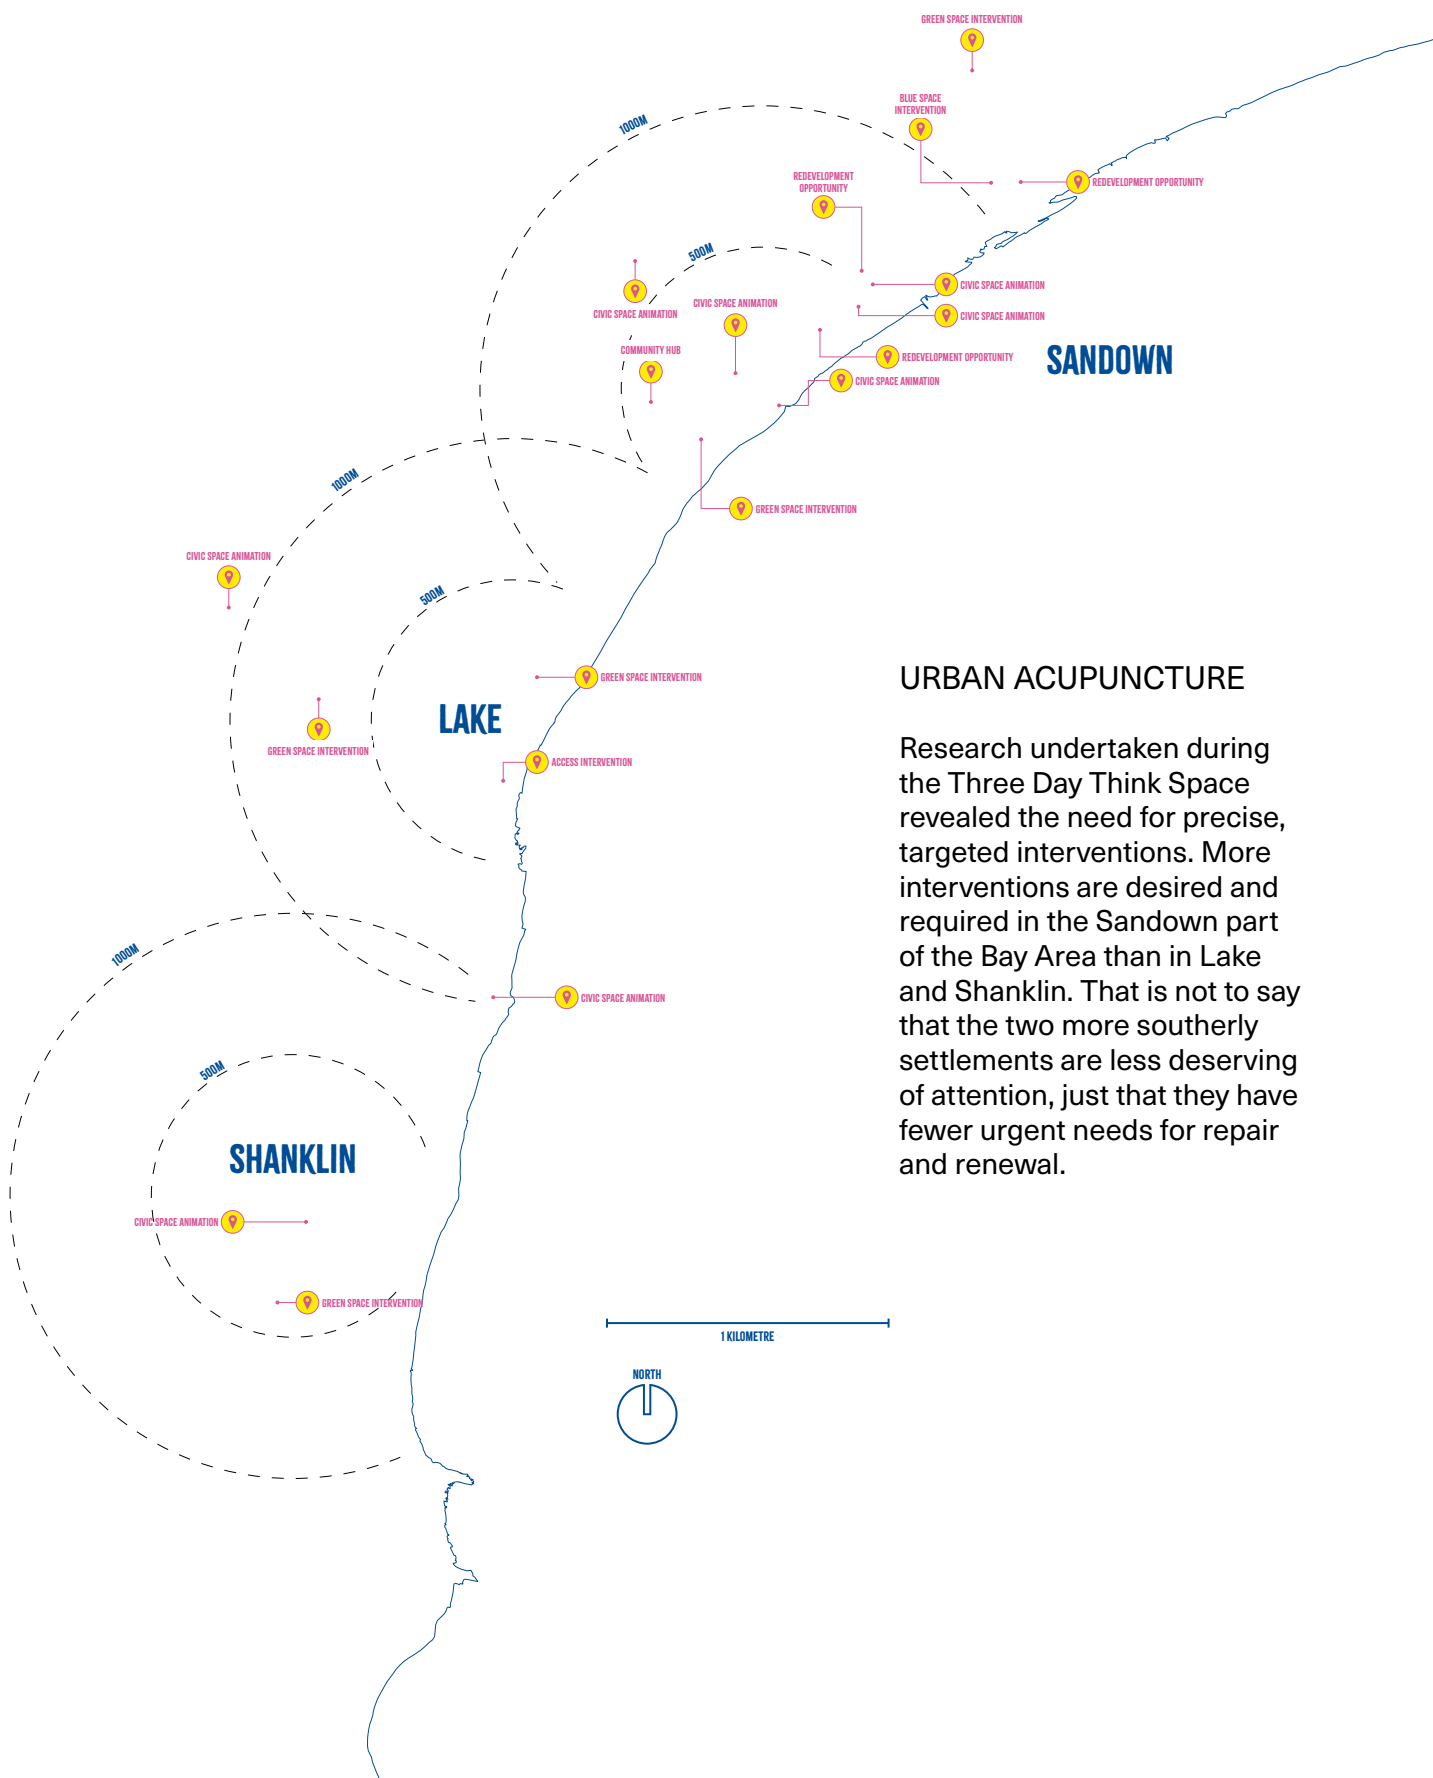 GREEN SPACE INTERVENTION
BLUE SPACE
INTERVENTION
1000M
REDEVELOPMENT
OPPORTUNITY
REDEVELOPMENT OPPORTUNITY
500M
CIVIC SPACE ANIMATION
CIVIC SPACE ANIMATION
CIVIC SPACE ANIMATION
CIVIC SPACE ANIMATION
COMMUNITY HUB
REDEVELOPMENT OPPORTUNITY
SANDOWN
CIVIC SPACE ANIMATION
1000M
GREEN SPACE INTERVENTION
CIVIC SPACE ANIMATION
500M
GREEN SPACE INTERVENTION
LAKE
GREEN SPACE INTERVENTION
ACCESS INTERVENTION
URBAN ACUPUNCTURE
Research undertaken during
the Three Day Think Space
revealed the need for precise,
targeted interventions. More
interventions are desired and
required in the Sandown part
of the Bay Area than in Lake
and Shanklin. That is not to say
that the two more southerly
settlements are less deserving
of attention, just that they have
fewer urgent needs for repair
and renewal.
1000M
CIVIC SPACE ANIMATION
500M
SHANKLIN
CIVIC SPACE ANIMATION
GREEN SPACE INTERVENTION
1 KILOMETRE
NORTH